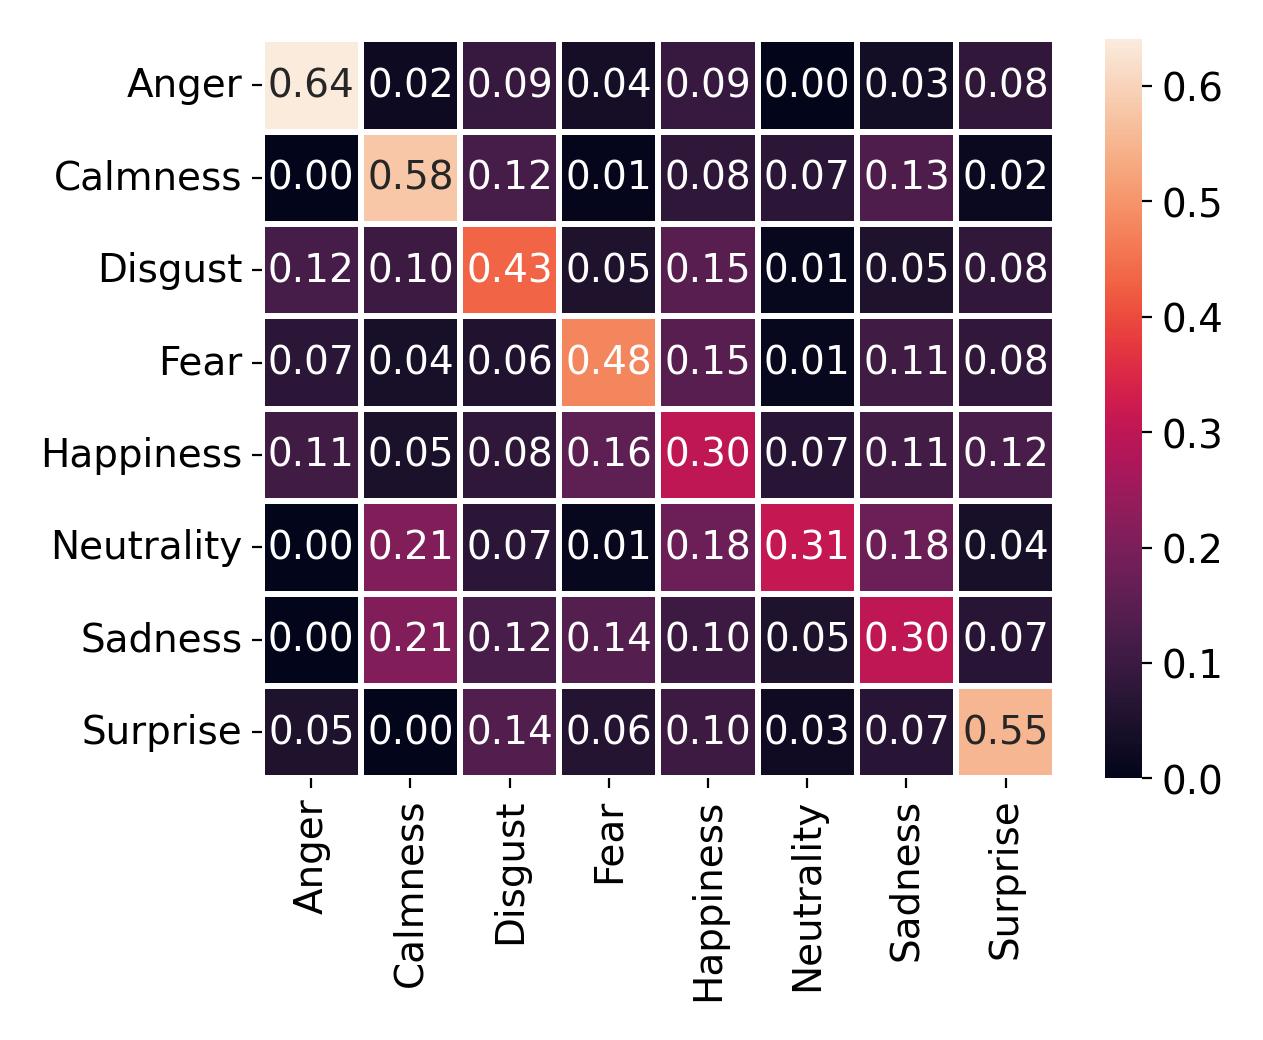 Anger 0.64 0.02 0.09 0.04 0.09 0.00 0.03 0.08
Calmness 0.00 0.58 0.12 0.01 0.08 0.07 0.13 0.02
Disgust 0.12 0.10 0.43 0.05 0.15 0.01 0.05 0.08
Fear 0.07 0.04 0.06 0.48 0.15 0.01 0.11 0.08
Happiness 0.11 0.05 0.08 0.16 0.30 0.07 0.11 0.12
Neutrality 0.00 0.21 0.07 0.01 0.18 0.31 0.18 0.04
Sadness 0.00 0.21 0.12 0.14 0.10 0.05 0.30 0.07
Surprise 0.05 0.00 0.14 0.06 0.10 0.03 0.07 0.55
Anger
Calmness
Disgust
Fear
Happiness
Neutrality
Sadness
Surprise
0.6
0.5
0.4
0.3
0.2
0.1
0.0